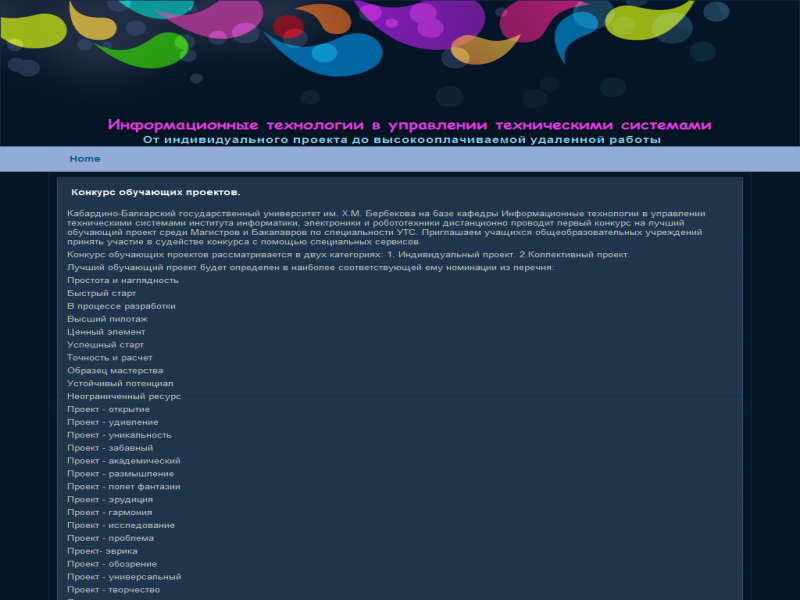 Информационные технологии в управлении техническими системами
От индивидуального проекта до высокооплачиваемой удаленной работы
Home
Конкурс обучающих проектов.
Кабардино-Балкарский государственный университет им. Х.М. Бербекова на базе кафедры Информационные технологии в управлении
техническими системами института информатики, электроники и робототехники дистанционно проводит первый конкурс на лучший
обучающий проект среди Магистров и Бакалавров по специальности УТС. Приглашаем учащихся общеобразовательных учреждений
принять участие в судействе конкурса с помощью специальных сервисов.
Конкурс обучающих проектов рассматривается в двух категориях: 1. Индивидуальный проект. 2.Коллективный проект.
Лучший обучающий проект будет определен в наиболее соответствующей ему номинации из перечня:
Простота и наглядность
Быстрый старт
В процессе разработки
Высший пилотаж
Ценный элемент
Успешный старт
Точность и расчет
Образец мастерства
Устойчивый потенциал
Неограниченный ресурс
Проект - открытие
Проект - удивление
Проект - уникальность
Проект - забавный
Проект - академический
Проект - размышление
Проект - полет фантазии
Проект - эрудиция
Проект - гармония
Проект - исследование
Проект - проблема
Проект- эврика
Проект - обозрение
Проект - универсальный
Проект - творчество